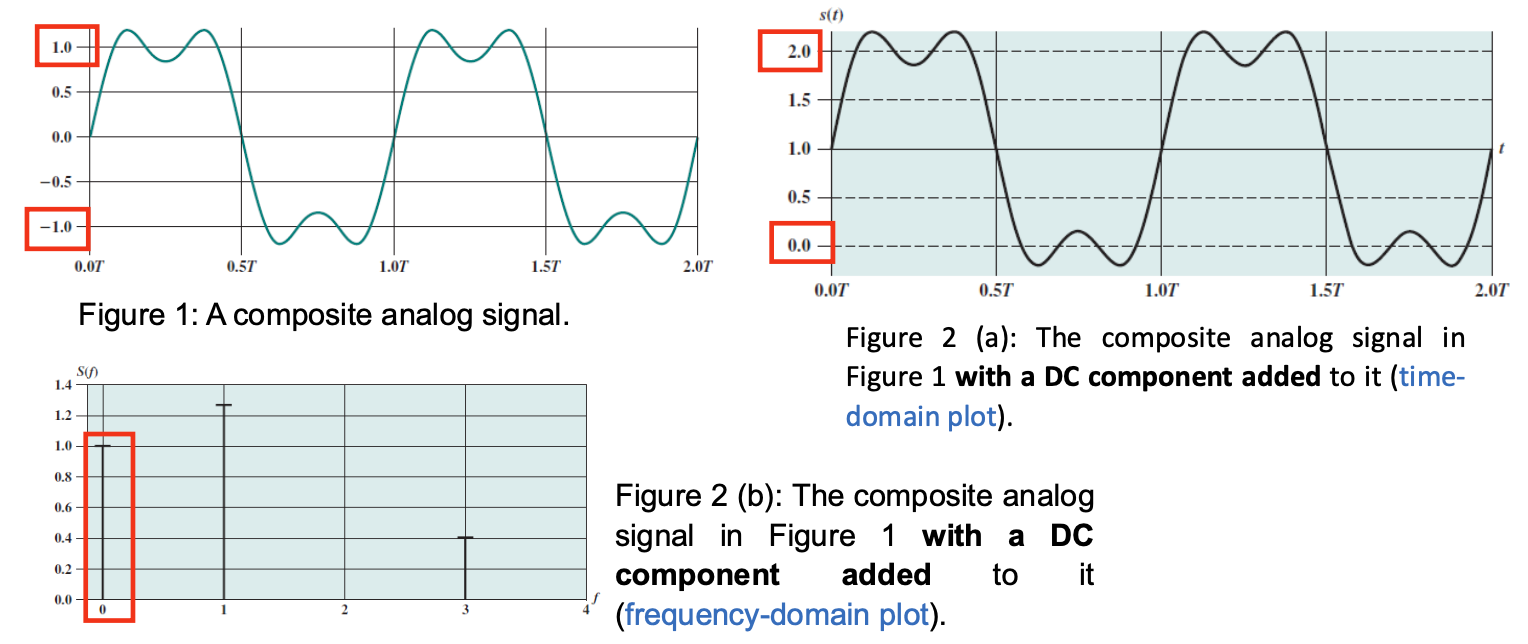 1.0
0.5
0.0
−0.5
−1.0
0.0T 0.5T 1.0T 1.5T 2.0T
Figure 1: A composite analog signal.
s(t)
2.0
1.5
1.0
0.5
0.0
t
0.0T 0.5T 1.0T 1.5T 2.0T
Figure 2 (a): The composite analog signal in
Figure 1 with a DC component added to it (time-
domain plot).
S(f)
1.4
1.2
1.0
0.8
0.6
0.4
0.2
0.0
0 1 2 3 4 f
Figure 2 (b): The composite analog
signal in Figure 1 with a DC
component added to it
(frequency-domain plot).